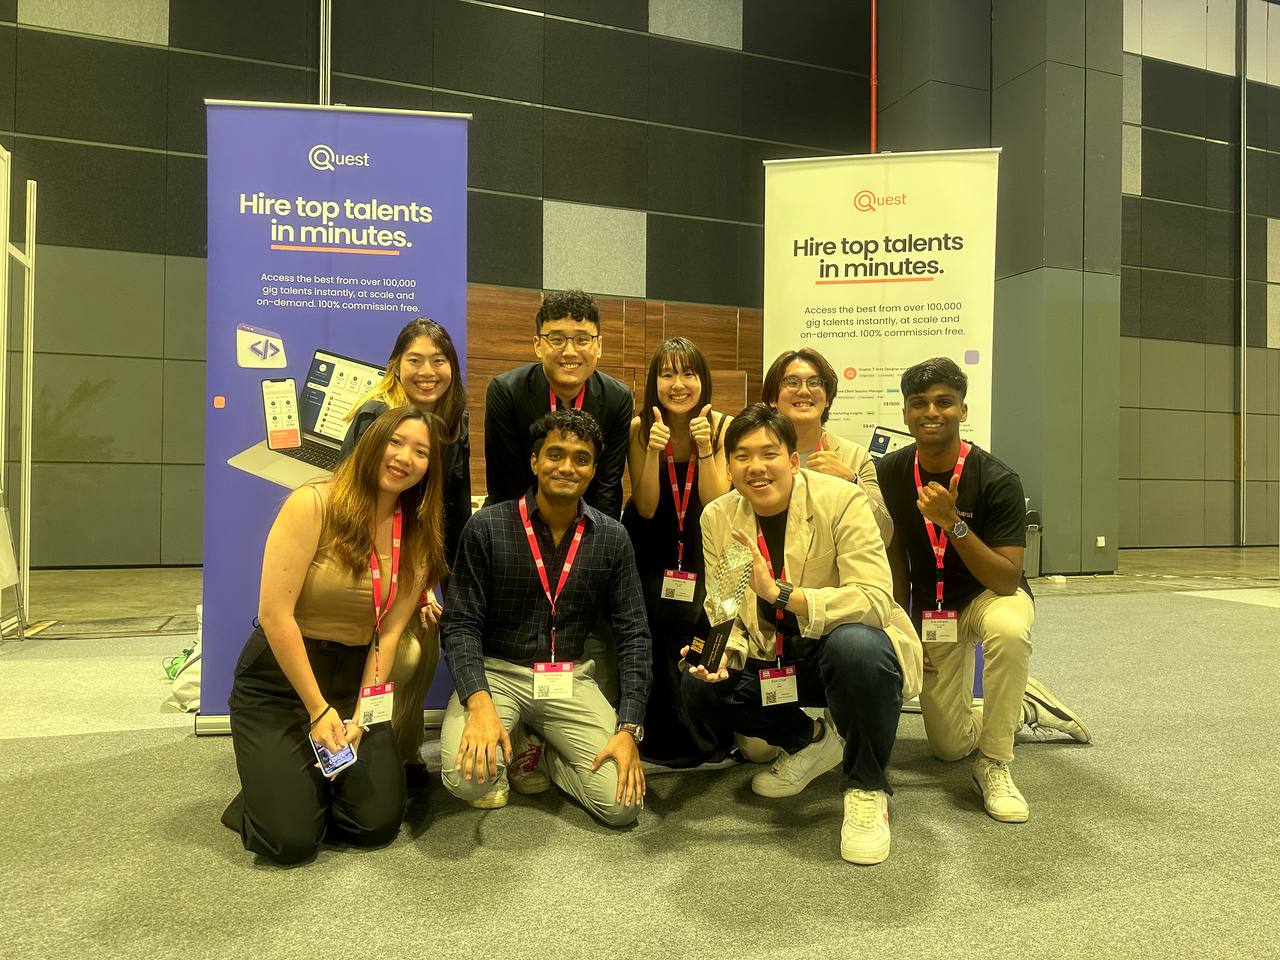 Quest
Hire top talents
in minutes.
Access the best from over 100,000
gig talents instantly, at scale and
on-demand. 100% commission free.
</>
Quest
Hire top talents
in minutes.
Access the best from over 100,000
gig talents instantly, at scale and
on-demand. 100% commission free.